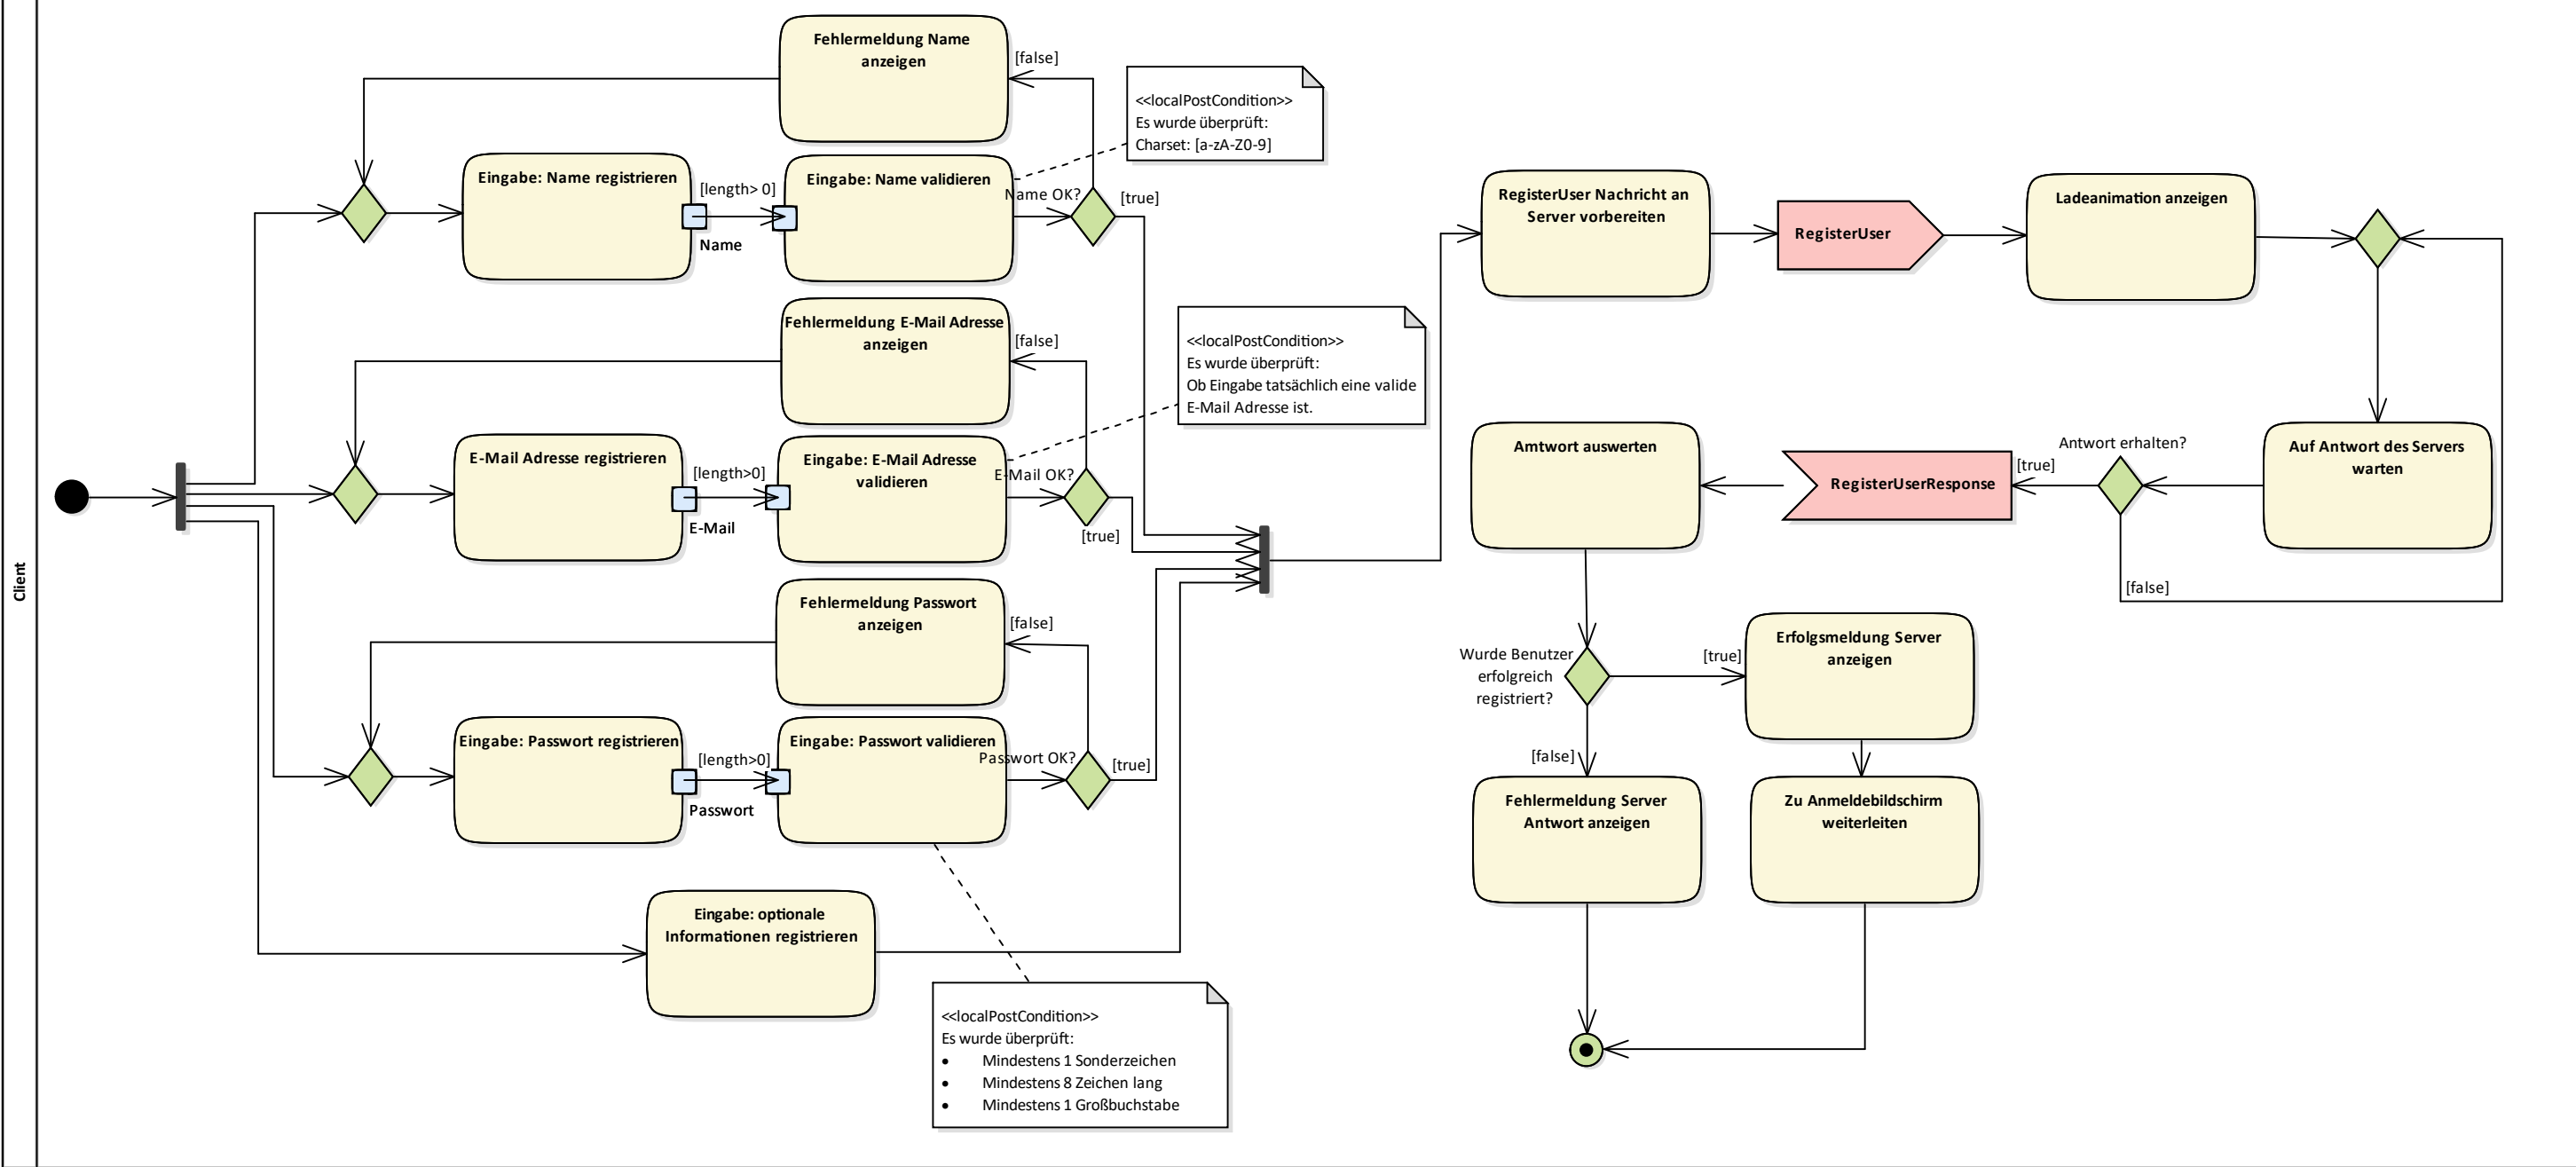 Client
Fehlermeldung Name
anzeigen
[false]
<<localPostCondition>>
Es wurde überprüft:
Charset: [a-zA-Z0-9]
Eingabe: Name registrieren
[length> 0]
Name
Eingabe: Name validieren
Name OK?
[true]
Fehlermeldung E-Mail Adresse
anzeigen
[false]
<<localPostCondition>>
Es wurde überprüft:
Ob Eingabe tatsächlich eine valide
E-Mail Adresse ist.
E-Mail Adresse registrieren
[length>0]
E-Mail
Eingabe: E-Mail Adresse
validieren
E-Mail OK?
[true]
Fehlermeldung Passwort
anzeigen
[false]
Eingabe: Passwort registrieren
[length>0]
Passwort
Eingabe: Passwort validieren
Passwort OK?
[true]
Eingabe: optionale
Informationen registrieren
<<localPostCondition>>
Es wurde überprüft:
• Mindestens 1 Sonderzeichen
• Mindestens 8 Zeichen lang
• Mindestens 1 Großbuchstabe
RegisterUser Nachricht an
Server vorbereiten
RegisterUser
Ladeanimation anzeigen
Auf Antwort des Servers
warten
Antwort erhalten?
[true]
[false]
RegisterUserResponse
Amtwort auswerten
Wurde Benutzer
erfolgreich
registriert?
[true]
[false]
Erfolgsmeldung Server
anzeigen
Fehlermeldung Server
Antwort anzeigen
Zu Anmeldebildschirm
weiterleiten